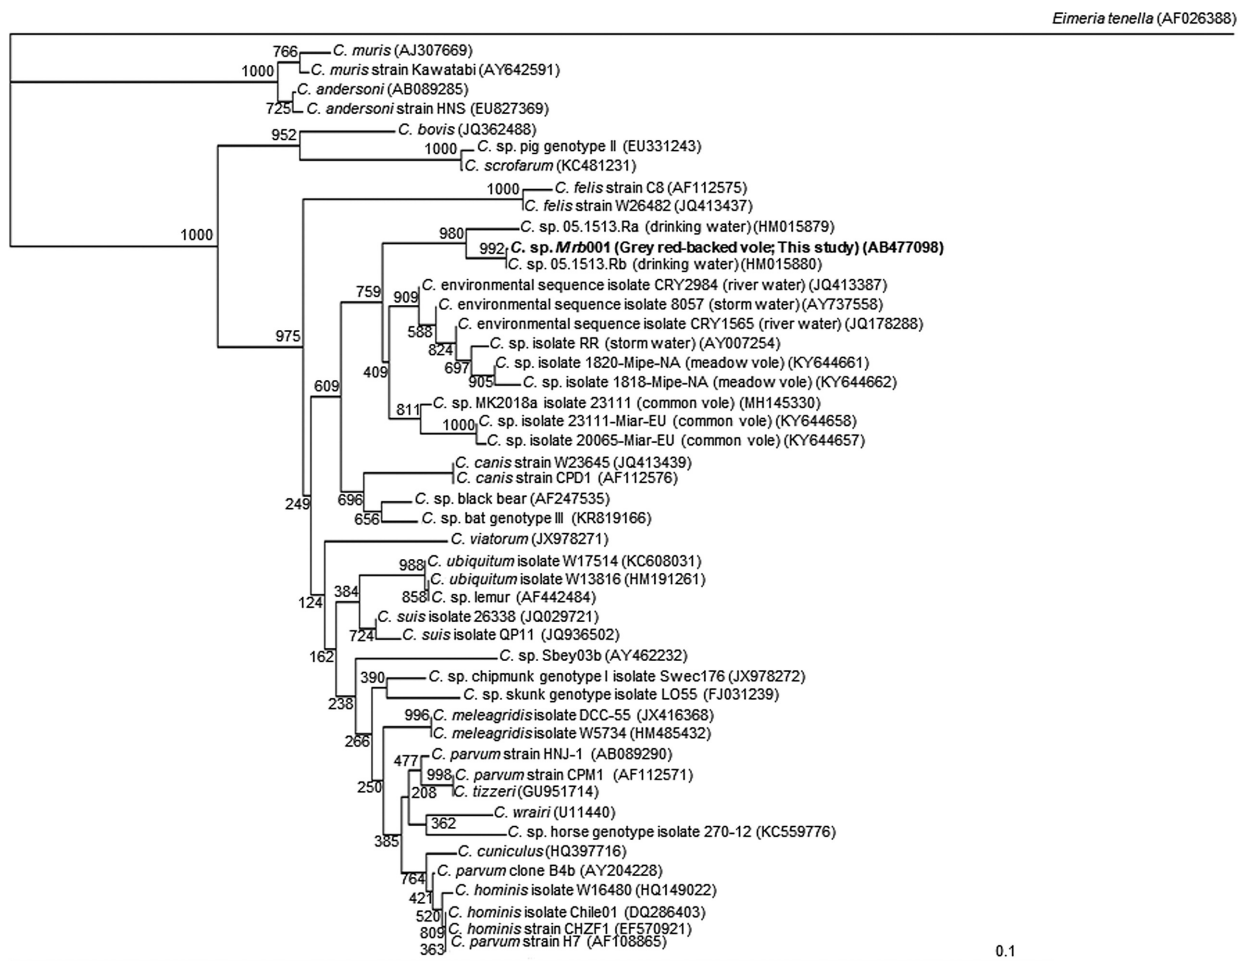 Eimeria tenella (AF026388)
766 C. muris (AJ307669)
1000 C. muris strain Kawatabi (AY642591)
C. andersoni (AB089285)
725 C. andersoni strain HNS (EU827369)
952 C. bovis (JQ362488)
1000 C. sp. pig genotype II (EU331243)
C. scrofarum (KC481231)
1000 C. felis strain C8 (AF112575)
C. felis strain W26482 (JQ413437)
C. sp. 05.1513.Ra (drinking water) (HM015879)
1000 980
992 C. sp. Mrb001 (Grey red-backed vole; This study) (AB477098)
C. sp. 05.1513.Rb (drinking water) (HM015880)
C. environmental sequence isolate CRY2984 (river water) (JQ413387)
759 909
C. environmental sequence isolate 8057 (storm water) (AY737558)
C. environmental sequence isolate CRY1565 (river water) (JQ178288)
588
975 824 C. sp. isolate RR (storm water) (AY007254)
C. sp. isolate 1820-Mipe-NA (meadow vole) (KY644661)
409 697
609 905 C. sp. isolate 1818-Mipe-NA (meadow vole) (KY644662)
C. sp. MK2018a isolate 23111 (common vole) (MH145330)
811
1000 C. sp. isolate 23111-Miar-EU (common vole) (KY644658)
C. sp. isolate 20065-Miar-EU (common vole) (KY644657)
C. canis strain W23645 (JQ413439)
C. canis strain CPD1 (AF112576)
249 696 C. sp. black bear (AF247535)
656 C. sp. bat genotype III (KR819166)
C. viatorum (JX978271)
988 C. ubiquitum isolate W17514 (KC608031)
C. ubiquitum isolate W13816 (HM191261)
124 384 858 C. sp. lemur (AF442484)
C. suis isolate 26338 (JQ029721)
724 C. suis isolate QP11 (JQ936502)
162 C. sp. Sbey03b (AY462232)
390 C. sp. chipmunk genotype I isolate Swec176 (JX978272)
C. sp. skunk genotype isolate LO55 (FJ031239)
238
996 C. meleagridis isolate DCC-55 (JX416368)
C. meleagridis isolate W5734 (HM485432)
266
477 C. parvum strain HNJ-1 (AB089290)
998 C. parvum strain CPM1 (AF112571)
250 208 C. tizzeri (GU951714)
C. wrairi (U11440)
362
C. sp. horse genotype isolate 270-12 (KC559776)
385
C. cuniculus (HQ397716)
C. parvum clone B4b (AY204228)
764
C. hominis isolate W16480 (HQ149022)
421
C. hominis isolate Chile01 (DQ286403)
520
C. hominis strain CHZF1 (EF570921)
809
C. parvum strain H7 (AF108865)
363 0.1